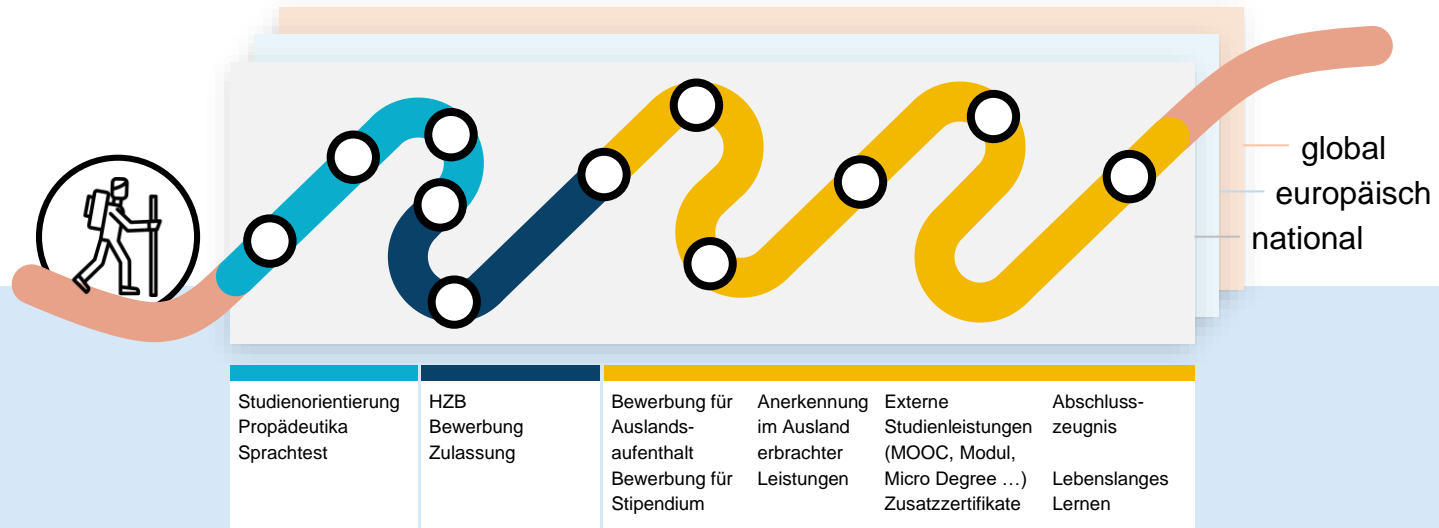 global
europäisch
national
Studienorientierung
Propädeutika
Sprachtest
HZB
Bewerbung
Zulassung
Bewerbung für
Auslands-
aufenthalt
Bewerbung für
Stipendium
Anerkennung
im Ausland
erbrachter
Leistungen
Externe
Studienleistungen
(MOOC, Modul,
Micro Degree ...)
Zusatzzertifikate
Abschluss-
zeugnis
Lebenslanges
Lernen